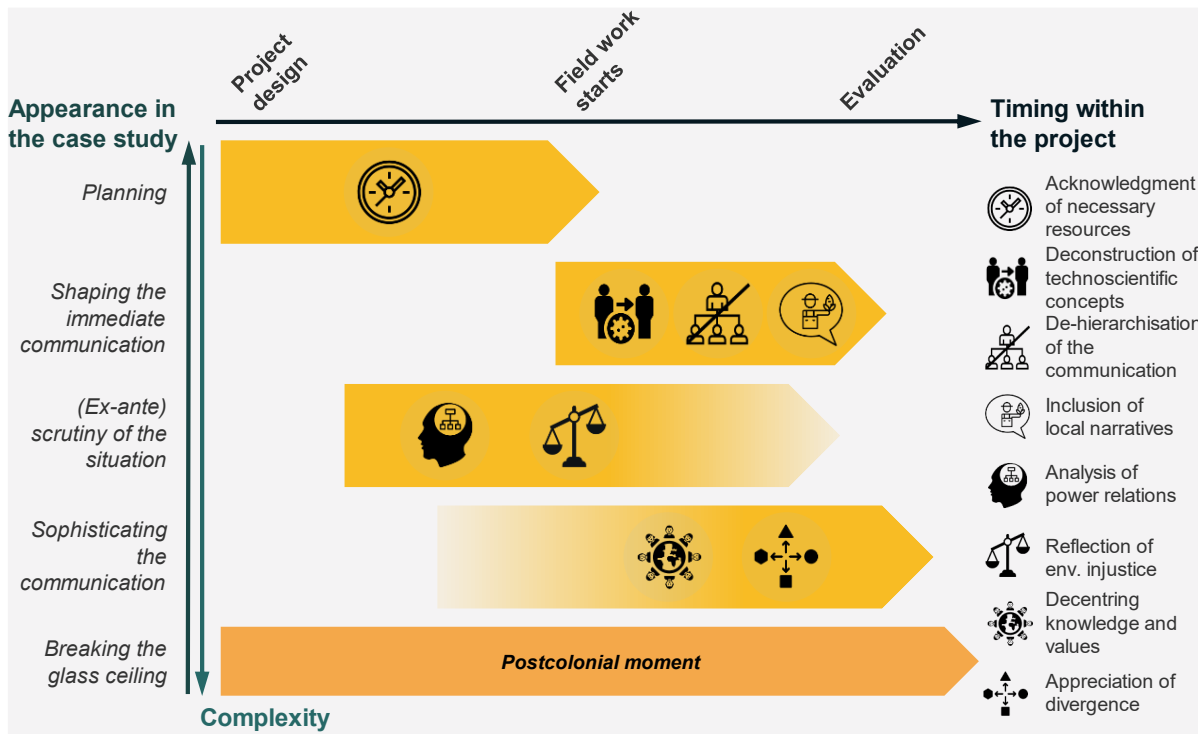 Project
design
Field work
starts
Evaluation
Appearance in
the case study
Timing within
the project
Planning
Shaping the
immediate
communication
(Ex-ante)
scrutiny of the
situation
Sophisticating
the
communication
Breaking the
glass ceiling
Postcolonial moment
Complexity
Acknowledgment
of necessary
resources
Deconstruction of
technoscientific
concepts
De-hierarchisation
of the
communication
Inclusion of
local narratives
Analysis of
power relations
Reflection of
env. injustice
Decentring
knowledge and
values
Appreciation of
divergence